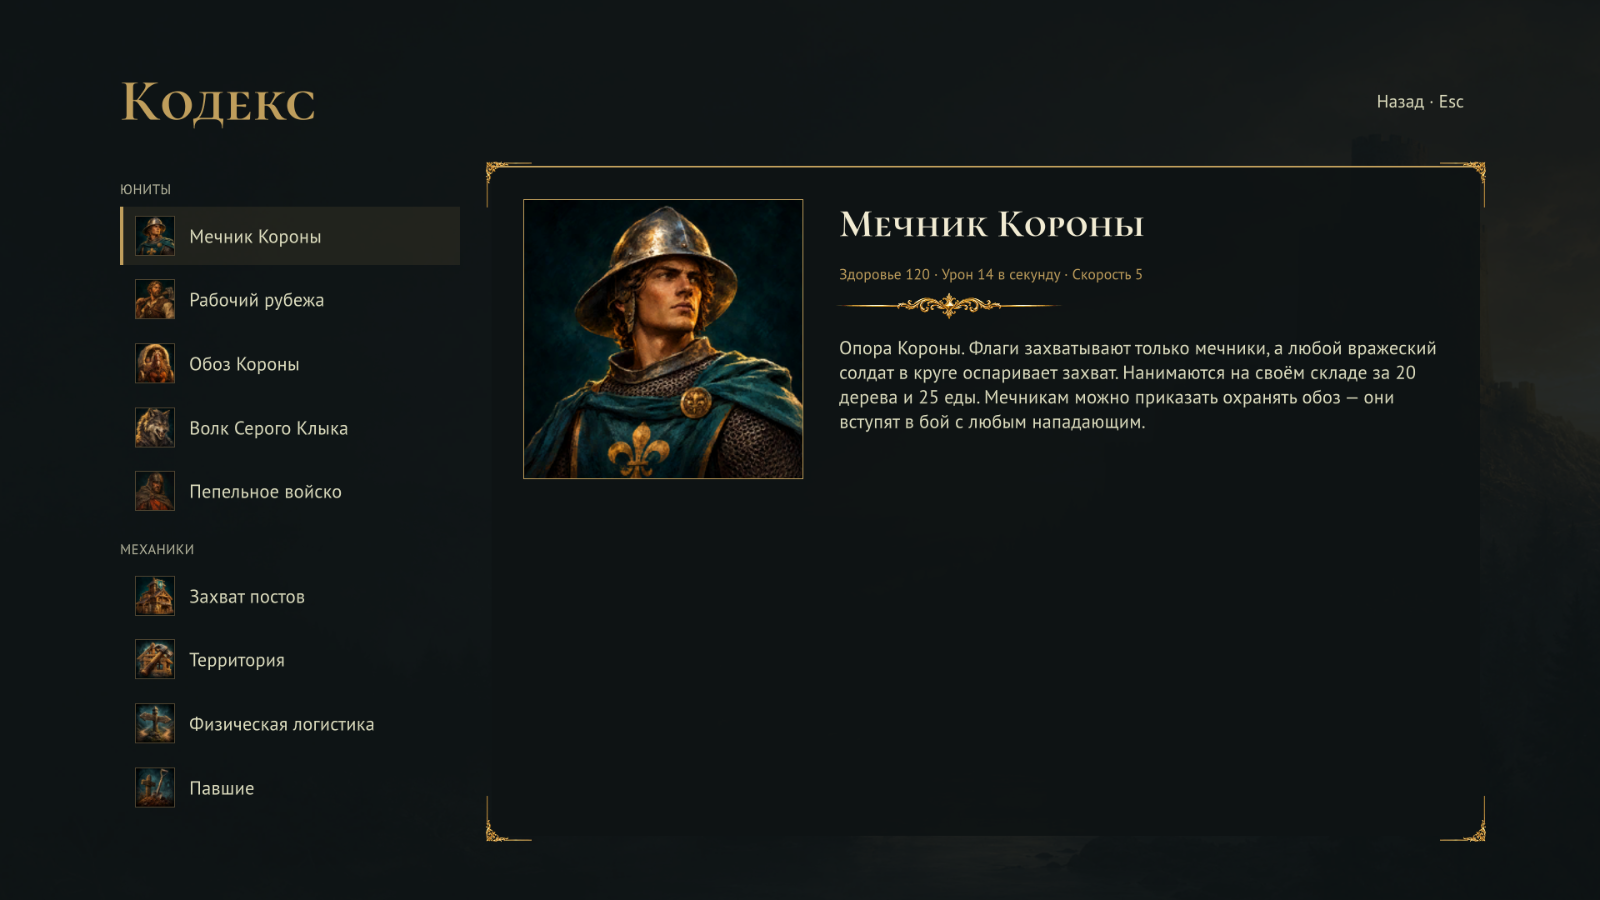 Кодекс
Назад · Esc
ЮНИТЫ
Мечник Короны
Рабочий рубежа
Обоз Короны
Волк Серого Клыка
Пепельное войско
МЕХАНИКИ
Захват постов
Территория
Физическая логистика
Павшие
Мечник Короны
Здоровье 120 · Урон 14 в секунду · Скорость 5
Опора Короны. Флаги захватывают только мечники, а любой вражеский
солдат в круге оспаривает захват. Нанимаются на своём складе за 20
дерева и 25 еды. Мечникам можно приказать охранять обоз — они
вступят в бой с любым нападающим.